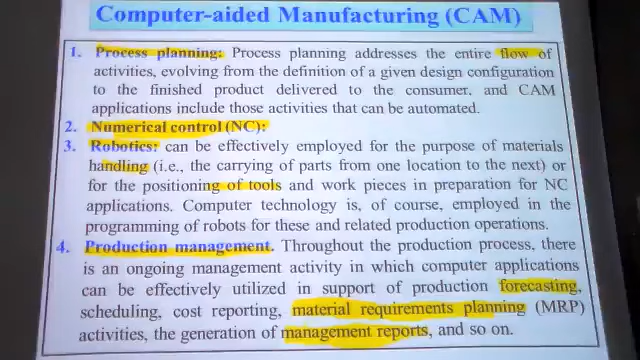 Computer-aided Manufacturing (CAM)
1. Process planning: Process planning addresses the entire flow of
activities, evolving from the definition of a given design configuration
to the finished product delivered to the consumer, and CAM
applications include those activities that can be automated.
2. Numerical control (NC):
3. Robotics: can be effectively employed for the purpose of materials
handling (i.e., the carrying of parts from one location to the next) or
for the positioning of tools and work pieces in preparation for NC
applications. Computer technology is, of course, employed in the
programming of robots for these and related production operations.
4. Production management. Throughout the production process, there
is an ongoing management activity in which computer applications
can be effectively utilized in support of production forecasting,
scheduling, cost reporting, material requirements planning (MRP)
activities, the generation of management reports, and so on.